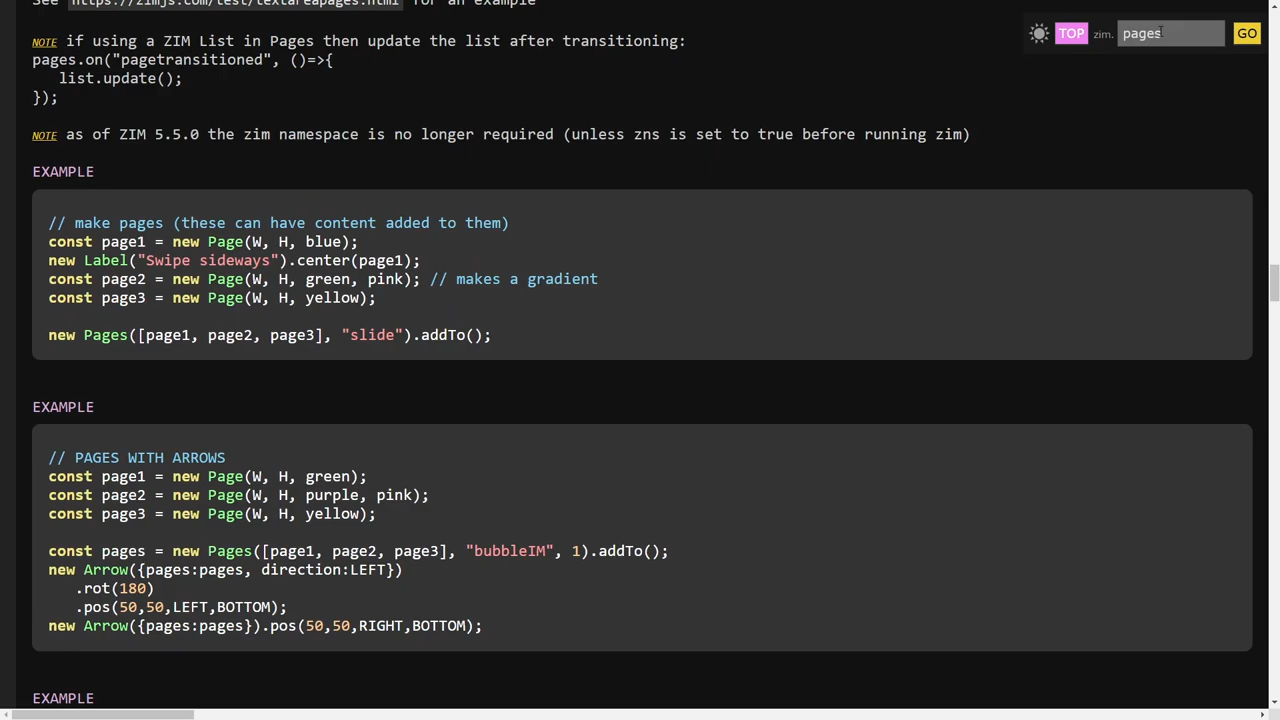 See https://zimjs.com/test/textareapages.html for an example
TOP zim. pages GO
NOTE if using a ZIM List in Pages then update the list after transitioning:
pages.on("pagetransitioned", ()=>{
   list.update();
});
NOTE as of ZIM 5.5.0 the zim namespace is no longer required (unless zns is set to true before running zim)
EXAMPLE
// make pages (these can have content added to them)
const page1 = new Page(W, H, blue);
new Label("Swipe sideways").center(page1);
const page2 = new Page(W, H, green, pink); // makes a gradient
const page3 = new Page(W, H, yellow);
new Pages([page1, page2, page3], "slide").addTo();
EXAMPLE
// PAGES WITH ARROWS
const page1 = new Page(W, H, green);
const page2 = new Page(W, H, purple, pink);
const page3 = new Page(W, H, yellow);
const pages = new Pages([page1, page2, page3], "bubbleIM", 1).addTo();
new Arrow({pages:pages, direction:LEFT})
   .rot(180)
   .pos(50,50,LEFT,BOTTOM);
new Arrow({pages:pages}).pos(50,50,RIGHT,BOTTOM);
EXAMPLE